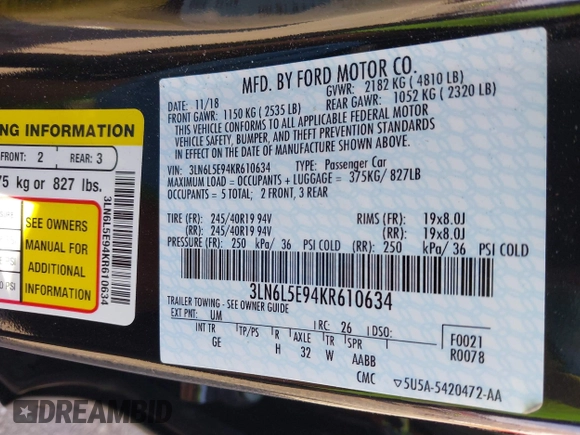 NG INFORMATION
FRONT: 2 REAR: 3
75 kg or 827 lbs.
SEE OWNERS
MANUAL FOR
ADDITIONAL
INFORMATION
3LN6L5E94KR610634
MFD. BY FORD MOTOR CO.
DATE: 11/18 GVWR: 2182 KG ( 4810 LB)
FRONT GAWR: 1150 KG ( 2535 LB) REAR GAWR: 1052 KG ( 2320 LB)
THIS VEHICLE CONFORMS TO ALL APPLICABLE FEDERAL MOTOR
VEHICLE SAFETY, BUMPER, AND THEFT PREVENTION STANDARDS
IN EFFECT ON THE DATE OF MANUFACTURE SHOWN ABOVE.
VIN: 3LN6L5E94KR610634 TYPE: Passenger Car
MAXIMUM LOAD = OCCUPANTS + LUGGAGE = 375KG/ 827LB
OCCUPANTS = 5 TOTAL; 2 FRONT, 3 REAR
TIRE (FR): 245/40R19 94V RIMS (FR): 19x8.0J
(RR): 245/40R19 94V (RR): 19x8.0J
PRESSURE (FR): 250 kPa/ 36 PSI COLD (RR): 250 kPa/ 36 PSI COLD
3LN6L5E94KR610634
TRAILER TOWING - SEE OWNER GUIDE
EXT PNT: UM RC: 26 DSO: F0021
INT TR TP/PS R AXLE TR SPR R0078
GE H 32 W AABB
CMC ▽5U5A-5420472-AA
DREAMBID